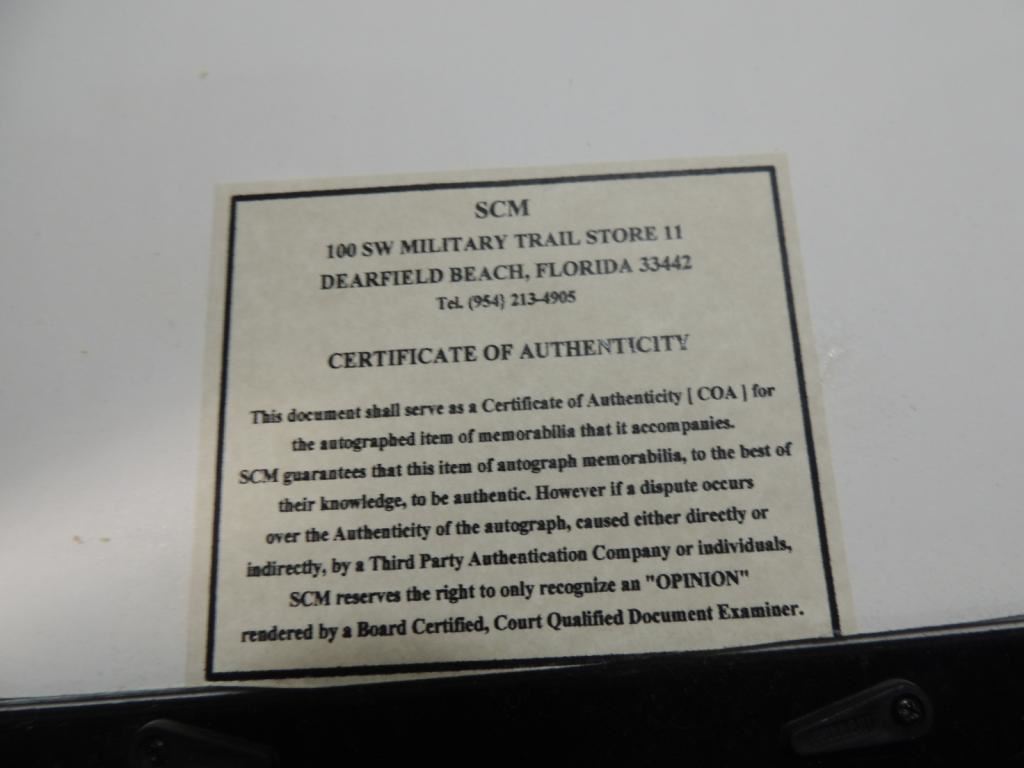 SCM
100 SW MILITARY TRAIL STORE 11
DEARFIELD BEACH, FLORIDA 33442
Tel. (954} 213-4905
CERTIFICATE OF AUTHENTICITY
This document shall serve as a Certificate of Authenticity [ COA ] for
the autographed item of memorabilia that it accompanies.
SCM guarantees that this item of autograph memorabilia, to the best of
their knowledge, to be authentic. However if a dispute occurs
over the Authenticity of the autograph, caused either directly or
indirectly, by a Third Party Authentication Company or individuals,
SCM reserves the right to only recognize an "OPINION"
rendered by a Board Certified, Court Qualified Document Examiner.